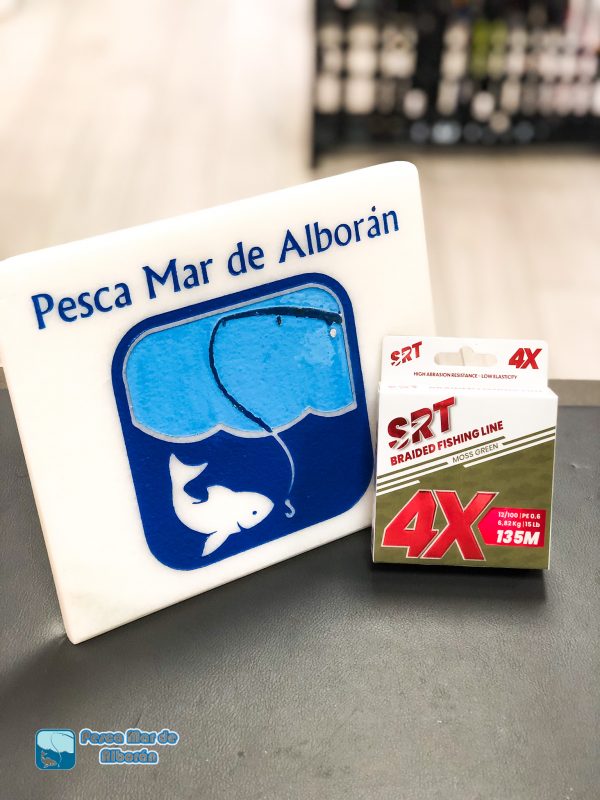 Pesca Mar de Alborán
SRT
4X
HIGH ABRASION RESISTANCE - LOW ELASTICITY
SRT
BRAIDED FISHING LINE
MOSS GREEN
4X
12/100 | PE 0.6
6,82 Kg | 15 Lb
135M
Pesca Mar de
Alborán